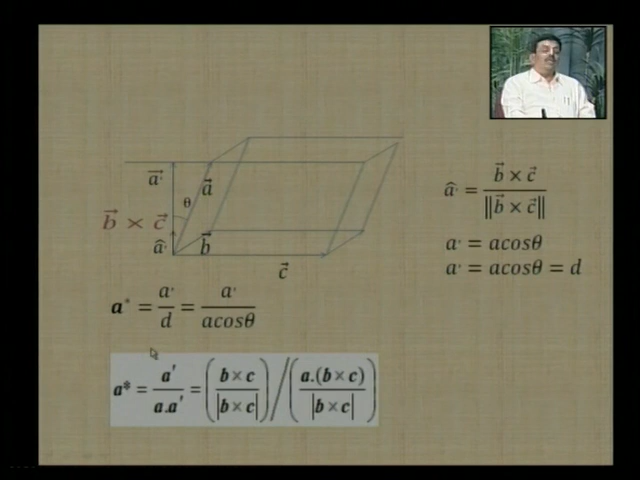 a⃗'
a⃗
θ
b⃗ × c⃗
â'
b⃗
c⃗
â' = b⃗ × c⃗ / ‖b⃗ × c⃗‖
a' = acosθ
a' = acosθ = d
a* = a'/d = a'/acosθ
a* = a'/a.a' = (b × c/|b × c|)/(a.(b × c)/|b × c|)